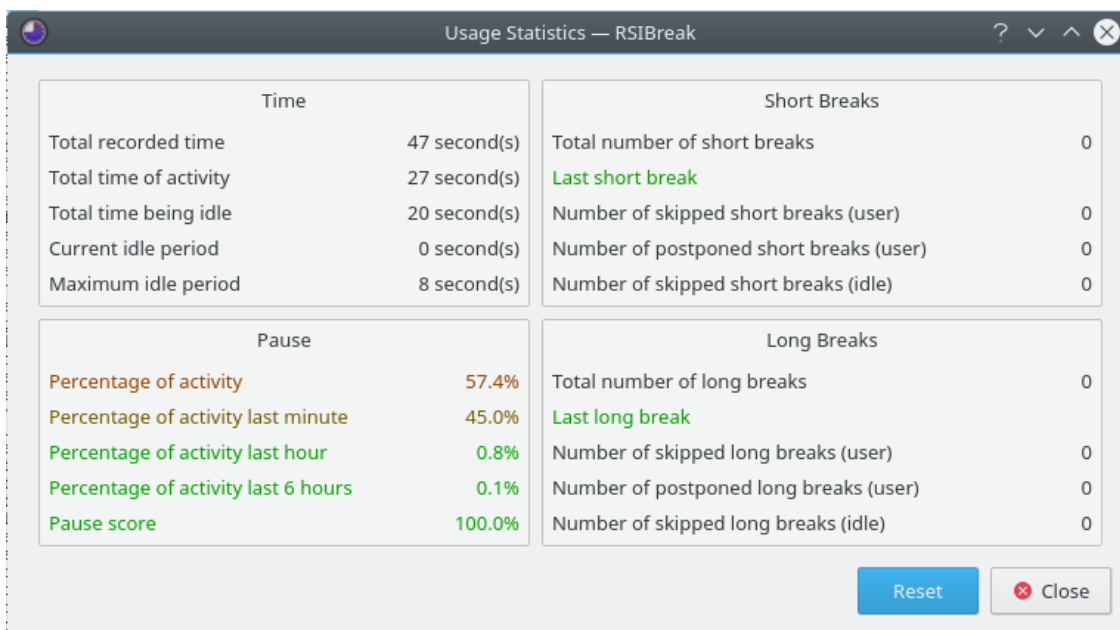 Usage Statistics — RSIBreak
Time
Total recorded time 47 second(s)
Total time of activity 27 second(s)
Total time being idle 20 second(s)
Current idle period 0 second(s)
Maximum idle period 8 second(s)
Short Breaks
Total number of short breaks 0
Last short break
Number of skipped short breaks (user) 0
Number of postponed short breaks (user) 0
Number of skipped short breaks (idle) 0
Pause
Percentage of activity 57.4%
Percentage of activity last minute 45.0%
Percentage of activity last hour 0.8%
Percentage of activity last 6 hours 0.1%
Pause score 100.0%
Long Breaks
Total number of long breaks 0
Last long break
Number of skipped long breaks (user) 0
Number of postponed long breaks (user) 0
Number of skipped long breaks (idle) 0
Reset Close